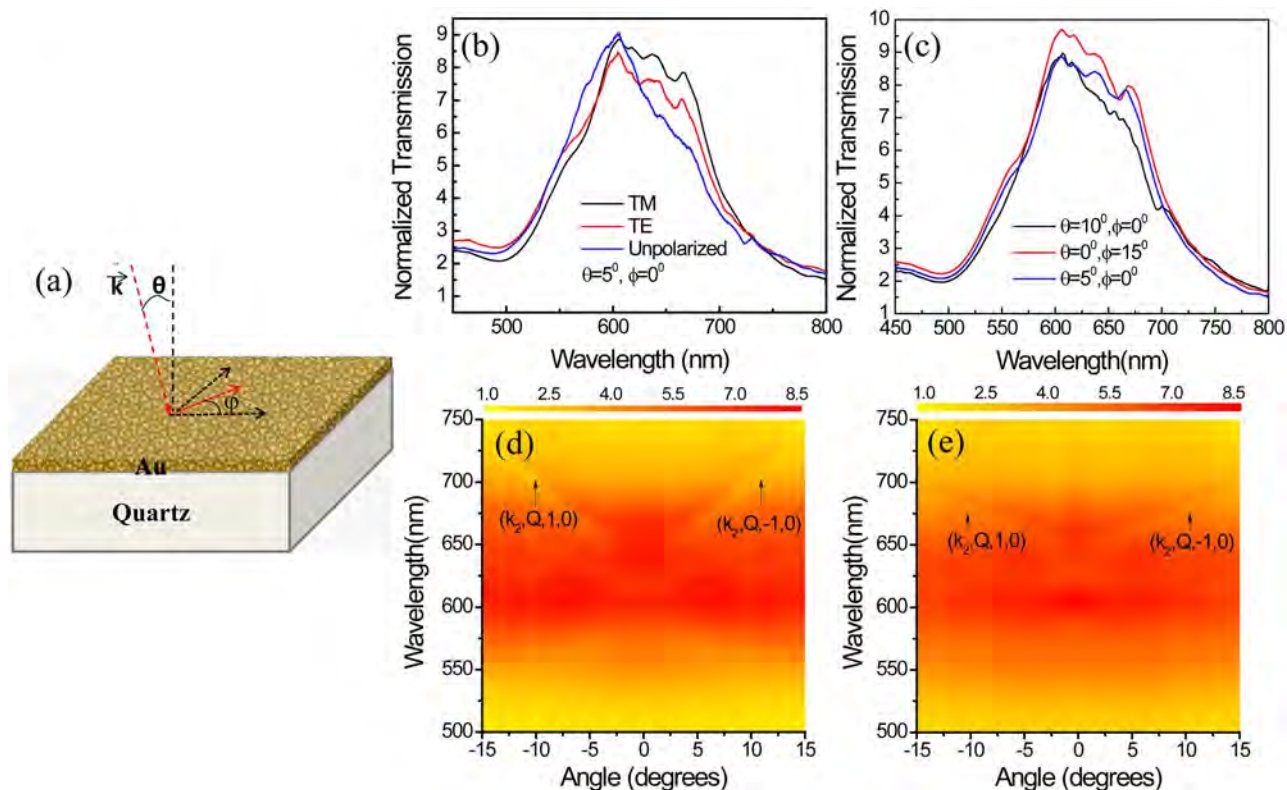 (a)
k
θ
φ
Au
Quartz
(b)
Normalized Transmission
9
8
7
6
5
4
3
2
1
TM
TE
Unpolarized
θ=5⁰, ϕ=0⁰
500 600 700 800
Wavelength (nm)
(c)
Normalized Transmission
10
9
8
7
6
5
4
3
2
1
θ=10⁰,ϕ=0⁰
θ=0⁰,ϕ=15⁰
θ=5⁰,ϕ=0⁰
450 500 550 600 650 700 750 800
Wavelength(nm)
1.0 2.5 4.0 5.5 7.0 8.5
(d)
Wavelength(nm)
750
700
650
600
550
500
(k₂,Q,1,0)
(k₂,Q,-1,0)
-15 -10 -5 0 5 10 15
Angle (degrees)
1.0 2.5 4.0 5.5 7.0 8.5
(e)
Wavelength(nm)
750
700
650
600
550
500
(k₂,Q,1,0)
(k₂,Q,-1,0)
-15 -10 -5 0 5 10 15
Angle (degrees)